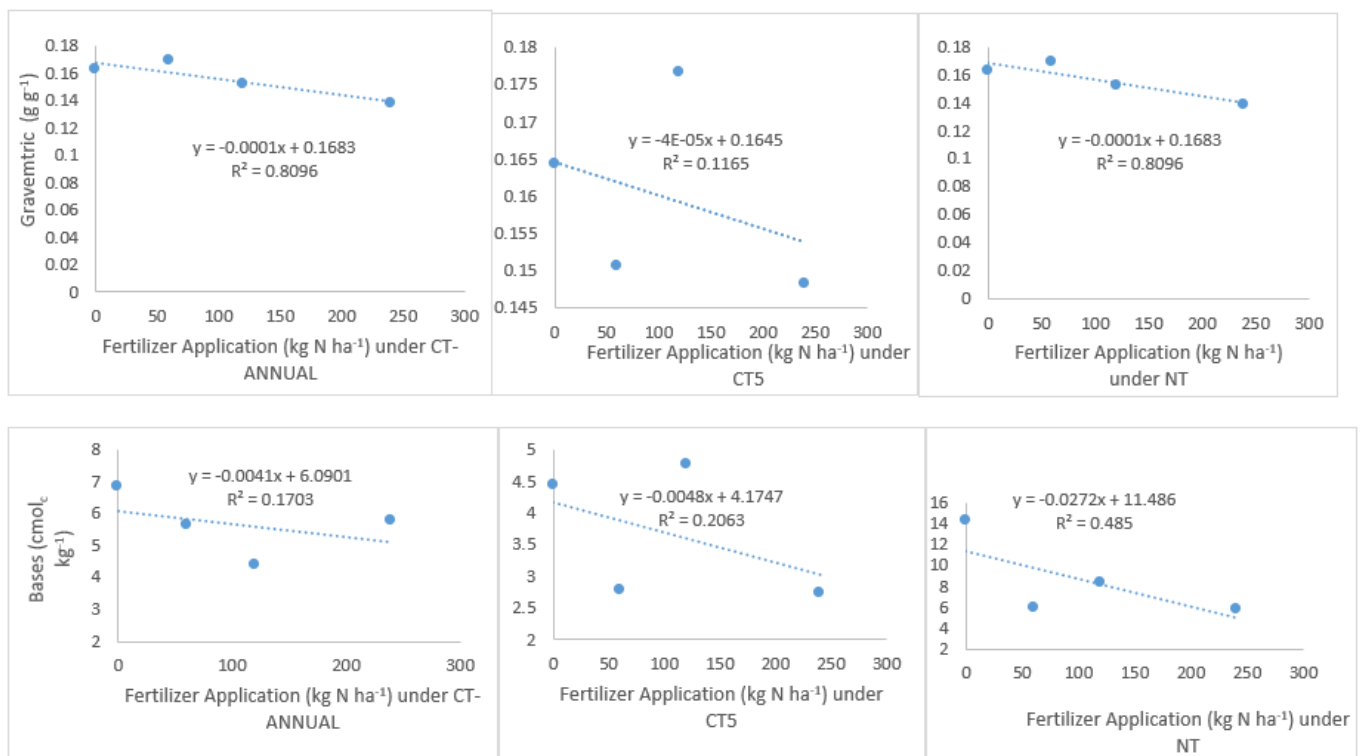 Gravemtric (g g⁻¹)
0.18
0.16
0.14
0.12
0.1
0.08
0.06
0.04
0.02
0
y = -0.0001x + 0.1683
R² = 0.8096
0 50 100 150 200 250 300
Fertilizer Application (kg N ha⁻¹) under CT-
ANNUAL
0.18
0.175
0.17
0.165
0.16
0.155
0.15
0.145
y = -4E-05x + 0.1645
R² = 0.1165
0 50 100 150 200 250 300
Fertilizer Application (kg N ha⁻¹) under
CT5
0.18
0.16
0.14
0.12
0.1
0.08
0.06
0.04
0.02
0
y = -0.0001x + 0.1683
R² = 0.8096
0 50 100 150 200 250 300
Fertilizer Application (kg N ha⁻¹)
under NT
Bases (cmol꜀
kg⁻¹)
8
7
6
5
4
3
2
y = -0.0041x + 6.0901
R² = 0.1703
0 100 200 300
Fertilizer Application (kg N ha⁻¹) under CT-
ANNUAL
5
4.5
4
3.5
3
2.5
2
y = -0.0048x + 4.1747
R² = 0.2063
0 50 100 150 200 250 300
Fertilizer Application (kg N ha⁻¹) under
CT5
16
14
12
10
8
6
4
2
y = -0.0272x + 11.486
R² = 0.485
0 50 100 150 200 250 300
Fertilizer Application (kg N ha⁻¹) under
NT